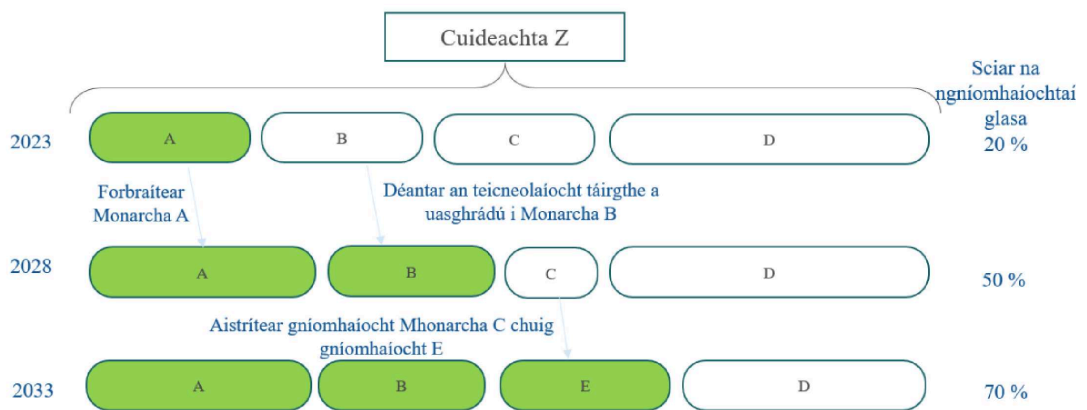 Cuideachta Z
Sciar na
ngníomhaíochtaí
glasa
2023
A
B
C
D
20 %
Forbraítear
Monarcha A
Déantar an teicneolaíocht táirgthe a
uasghrádú i Monarcha B
2028
A
B
C
D
50 %
Aistrítear gníomhaíocht Mhonarcha C chuig
gníomhaíocht E
2033
A
B
E
D
70 %